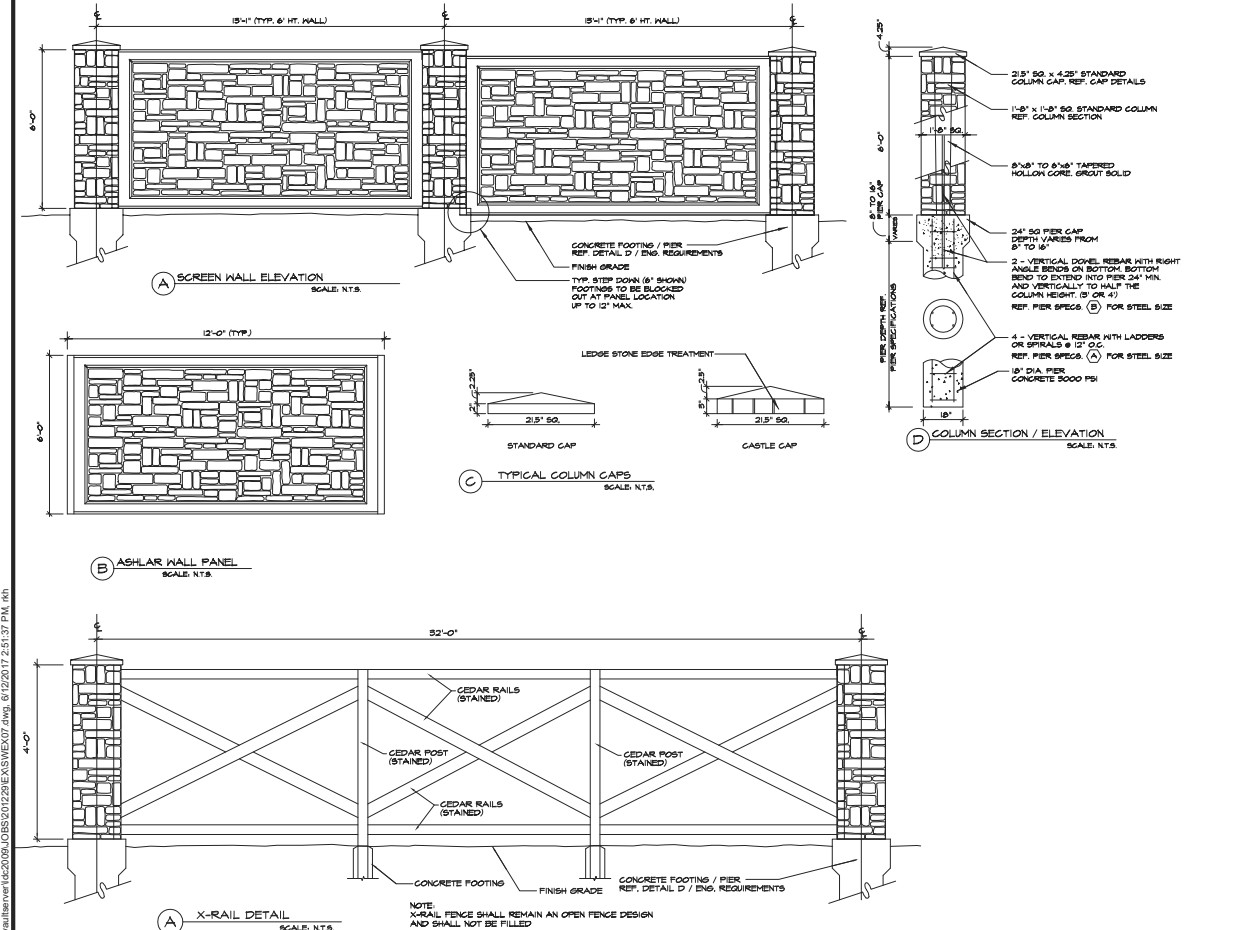 13'-1" (TYP. 6' HT. WALL)
13'-1" (TYP. 6' HT. WALL)
6'-0"
CONCRETE FOOTING / PIER
REF. DETAIL D / ENG. REQUIREMENTS
FINISH GRADE
TYP. STEP DOWN (6" SHOWN)
FOOTINGS TO BE BLOCKED
OUT AT PANEL LOCATION
UP TO 12" MAX.
A
SCREEN WALL ELEVATION
SCALE: N.T.S.
12'-0" (TYP.)
6'-0"
B
ASHLAR WALL PANEL
SCALE: N.T.S.
LEDGE STONE EDGE TREATMENT
2.25"
2"
21.5" SQ.
STANDARD CAP
2.5"
3"
21.5" SQ.
CASTLE CAP
C
TYPICAL COLUMN CAPS
SCALE: N.T.S.
4.25"
6'-0"
8" TO 18"
PIER CAP
VARIES
PIER DEPTH REF.
PIER SPECIFICATIONS
1'-8" SQ.
18"
21.5" SQ. x 4.25" STANDARD
COLUMN CAP. REF. CAP DETAILS
1'-8" x 1'-8" SQ. STANDARD COLUMN
REF. COLUMN SECTION
8"x8" TO 6"x6" TAPERED
HOLLOW CORE. GROUT SOLID
24" SQ PIER CAP
DEPTH VARIES FROM
8" TO 18"
2 - VERTICAL DOWEL REBAR WITH RIGHT
ANGLE BENDS ON BOTTOM. BOTTOM
BEND TO EXTEND INTO PIER 24" MIN.
AND VERTICALLY TO HALF THE
COLUMN HEIGHT. (3' OR 4')
REF. PIER SPECS. B FOR STEEL SIZE
4 - VERTICAL REBAR WITH LADDERS
OR SPIRALS @ 12" O.C.
REF. PIER SPECS. A FOR STEEL SIZE
18" DIA. PIER
CONCRETE 3000 PSI
D
COLUMN SECTION / ELEVATION
SCALE: N.T.S.
32'-0"
4'-0"
CEDAR RAILS
(STAINED)
CEDAR POST
(STAINED)
CEDAR POST
(STAINED)
CEDAR RAILS
(STAINED)
CONCRETE FOOTING
FINISH GRADE
CONCRETE FOOTING / PIER
REF. DETAIL D / ENG. REQUIREMENTS
NOTE:
X-RAIL FENCE SHALL REMAIN AN OPEN FENCE DESIGN
AND SHALL NOT BE FILLED
A
X-RAIL DETAIL
SCALE: N.T.S.
aultserver\ldc2009\JOBS\201229\EX\SWEX07.dwg, 6/12/2017 2:51:37 PM, rkh